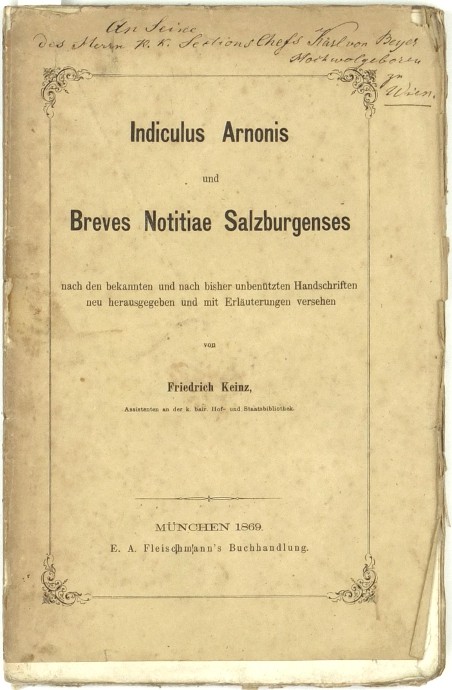 An Seine
des Herrn K. K. Sections Chefs Karl von Beyer
Hochwolgeboren
in
Wien.
Indiculus Arnonis
und
Breves Notitiae Salzburgenses
nach den bekannten und nach bisher unbenützten Handschriften
neu herausgegeben und mit Erläuterungen versehen
von
Friedrich Keinz,
Assistenten an der k. bair. Hof- und Staatsbibliothek.
MÜNCHEN 1869.
E. A. Fleischmann's Buchhandlung.